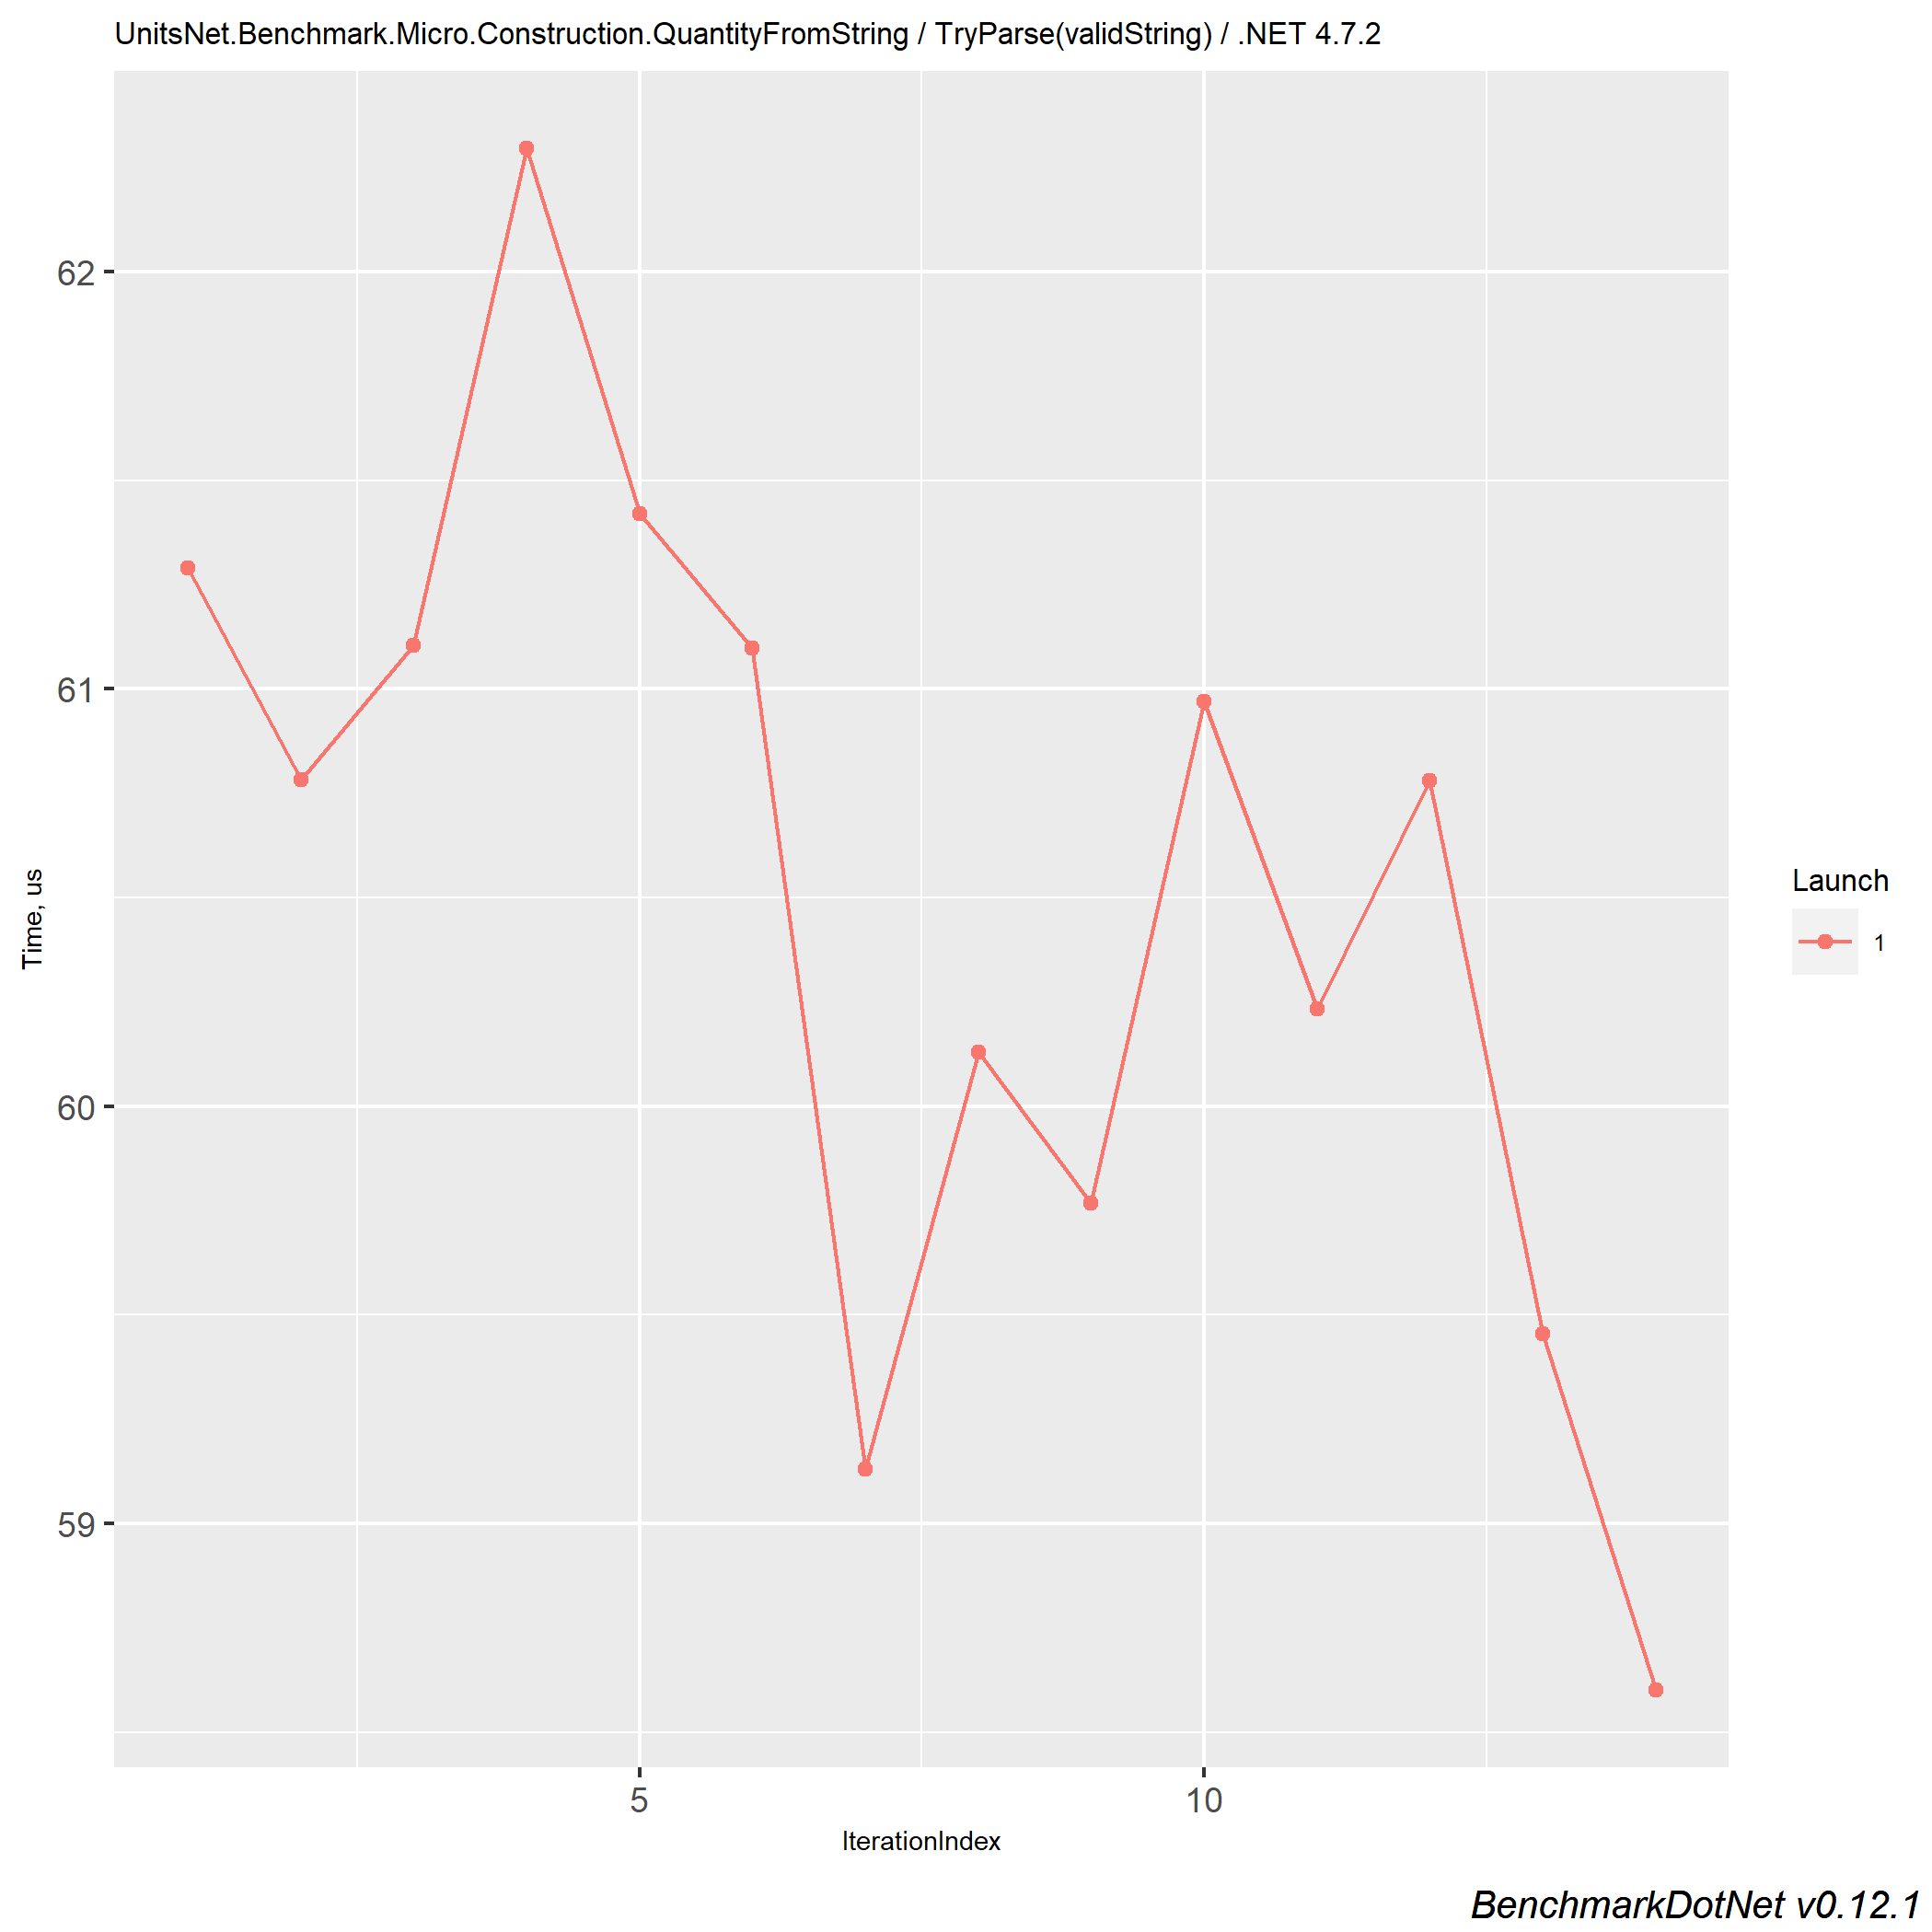 UnitsNet.Benchmark.Micro.Construction.QuantityFromString / TryParse(validString) / .NET 4.7.2
62
61
60
59
Time, us
5
10
IterationIndex
Launch
1
BenchmarkDotNet v0.12.1